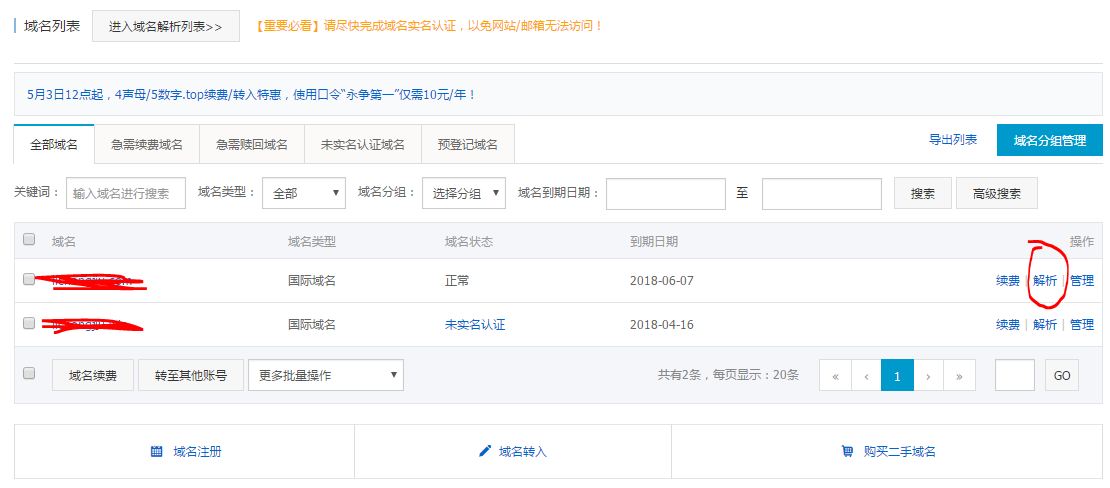 域名列表 进入域名解析列表>> 【重要必看】请尽快完成域名实名认证，以免网站/邮箱无法访问！
5月3日12点起，4声母/5数字.top续费/转入特惠，使用口令“永争第一”仅需10元/年！
全部域名 急需续费域名 急需赎回域名 未实名认证域名 预登记域名 导出列表 域名分组管理
关键词： 输入域名进行搜索 域名类型： 全部 域名分组： 选择分组 域名到期日期： 至 搜索 高级搜索
域名 域名类型 域名状态 到期日期 操作
国际域名 正常 2018-06-07 续费 | 解析 | 管理
国际域名 未实名认证 2018-04-16 续费 | 解析 | 管理
域名续费 转至其他账号 更多批量操作 共有2条，每页显示：20条 « ‹ 1 › » GO
域名注册 域名转入 购买二手域名